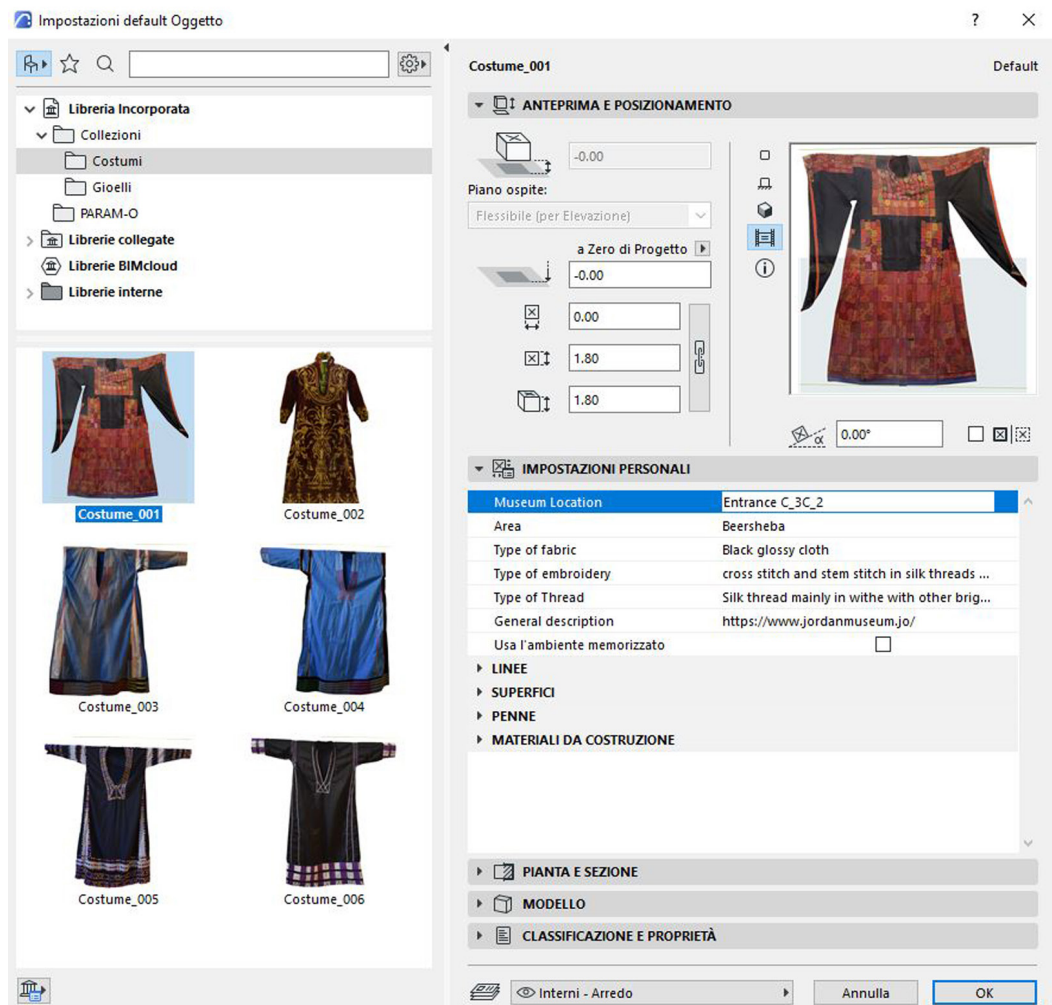 Impostazioni default Oggetto
Libreria Incorporata
Collezioni
Costumi
Gioelli
PARAM-O
Librerie collegate
Librerie BIMcloud
Librerie interne
Costume_001
Costume_002
Costume_003
Costume_004
Costume_005
Costume_006
Costume_001 Default
ANTEPRIMA E POSIZIONAMENTO
-0.00
Piano ospite:
Flessibile (per Elevazione)
a Zero di Progetto
-0.00
0.00
1.80
1.80
α 0.00°
IMPOSTAZIONI PERSONALI
Museum Location Entrance C_3C_2
Area Beersheba
Type of fabric Black glossy cloth
Type of embroidery cross stitch and stem stitch in silk threads ...
Type of Thread Silk thread mainly in withe with other brig...
General description https://www.jordanmuseum.jo/
Usa l'ambiente memorizzato
LINEE
SUPERFICI
PENNE
MATERIALI DA COSTRUZIONE
PIANTA E SEZIONE
MODELLO
CLASSIFICAZIONE E PROPRIETÀ
Interni - Arredo Annulla OK